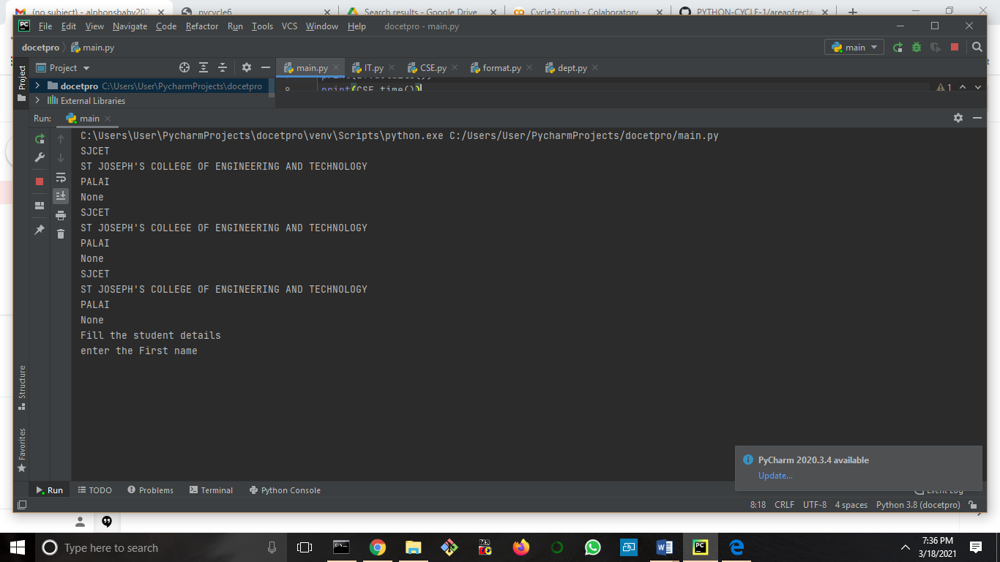 (no subject) - alphonsbaby202
pycycle6
Search results - Google Drive
Cycle3.ipynb - Colaboratory
PYTHON-CYCLE-1/areaofrecta
PC File Edit View Navigate Code Refactor Run Tools VCS Window Help docetpro - main.py
docetpro main.py main
Project main.py IT.py CSE.py format.py dept.py
Project
docetpro C:\Users\User\PycharmProjects\docetpro
print(CSE.time())
1
External Libraries
Run: main
C:\Users\User\PycharmProjects\docetpro\venv\Scripts\python.exe C:/Users/User/PycharmProjects/docetpro/main.py
SJCET
ST JOSEPH'S COLLEGE OF ENGINEERING AND TECHNOLOGY
PALAI
None
SJCET
ST JOSEPH'S COLLEGE OF ENGINEERING AND TECHNOLOGY
PALAI
None
SJCET
ST JOSEPH'S COLLEGE OF ENGINEERING AND TECHNOLOGY
PALAI
None
Fill the student details
enter the First name
Structure
Favorites
PyCharm 2020.3.4 available
Update...
Run TODO Problems Terminal Python Console Event Log
8:18 CRLF UTF-8 4 spaces Python 3.8 (docetpro)
Type here to search
7:36 PM
3/18/2021